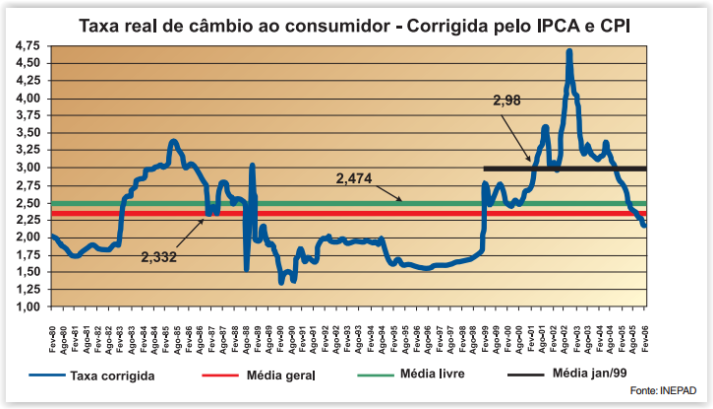 Taxa real de câmbio ao consumidor - Corrigida pelo IPCA e CPI
4,75
4,25
4,00
3,75
3,50
3,25
3,00
2,75
2,50
2,25
2,00
1,75
1,50
1,25
1,00
2,98
2,474
2,332
Fev-80
Ago-80
Fev-81
Ago-81
Fev-82
Ago-82
Fev-83
Ago-83
Fev-84
Ago-84
Fev-85
Ago-85
Fev-86
Ago-86
Fev-87
Ago-87
Fev-88
Ago-88
Fev-89
Ago-89
Fev-90
Ago-90
Fev-91
Ago-91
Fev-92
Ago-92
Fev-93
Ago-93
Fev-94
Ago-94
Fev-95
Ago-95
Fev-96
Ago-96
Fev-97
Ago-97
Fev-98
Ago-98
Fev-99
Ago-99
Fev-00
Ago-00
Fev-01
Ago-01
Fev-02
Ago-02
Fev-03
Ago-03
Fev-04
Ago-04
Fev-05
Ago-05
Fev-06
Taxa corrigida
Média geral
Média livre
Média jan/99
Fonte: INEPAD